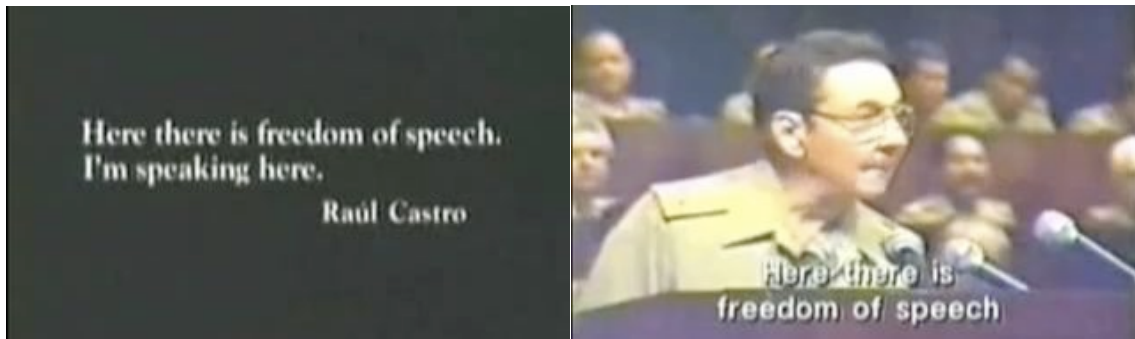 Here there is freedom of speech.
I'm speaking here.
Raúl Castro
Here there is
freedom of speech